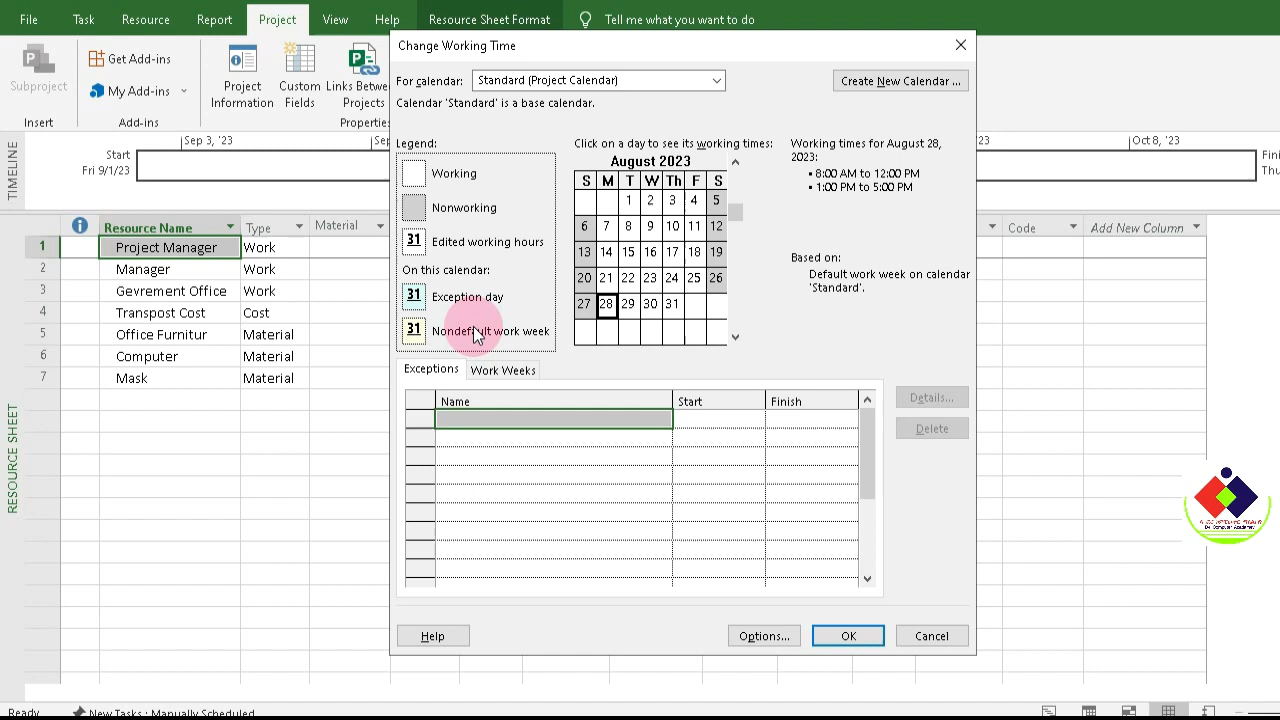 File Task Resource Report Project View Help Resource Sheet Format Tell me what you want to do
Change Working Time
Subproject
Get Add-ins
My Add-ins
Project Information
Custom Fields
Links Betwe
Projects
Insert
Add-ins
Properties
For calendar: Standard (Project Calendar)
Create New Calendar ...
Calendar 'Standard' is a base calendar.
TIMELINE
Start
Fri 9/1/23
Sep 3, '23
Oct 8, '23
Legend:
Working
Nonworking
31 Edited working hours
On this calendar:
31 Exception day
31 Nondefault work week
Click on a day to see its working times:
August 2023
S M T W Th F S
1 2 3 4 5
6 7 8 9 10 11 12
13 14 15 16 17 18 19
20 21 22 23 24 25 26
27 28 29 30 31
Working times for August 28,
2023:
• 8:00 AM to 12:00 PM
• 1:00 PM to 5:00 PM
Based on:
Default work week on calendar
'Standard'.
Exceptions Work Weeks
Name Start Finish
Details...
Delete
Help
Options...
OK
Cancel
RESOURCE SHEET
Resource Name Type Material Code Add New Column
1 Project Manager Work
2 Manager Work
3 Gevrement Office Work
4 Transpost Cost Cost
5 Office Furnitur Material
6 Computer Material
7 Mask Material
Ready New Tasks : Manually Scheduled